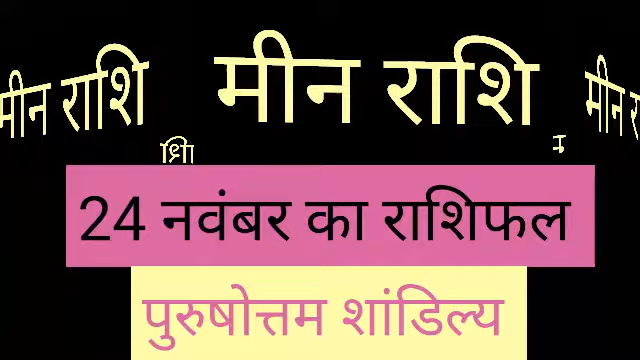 मीन राशि मीन राशि मीन
24 नवंबर का राशिफल
पुरुषोत्तम शांडिल्य